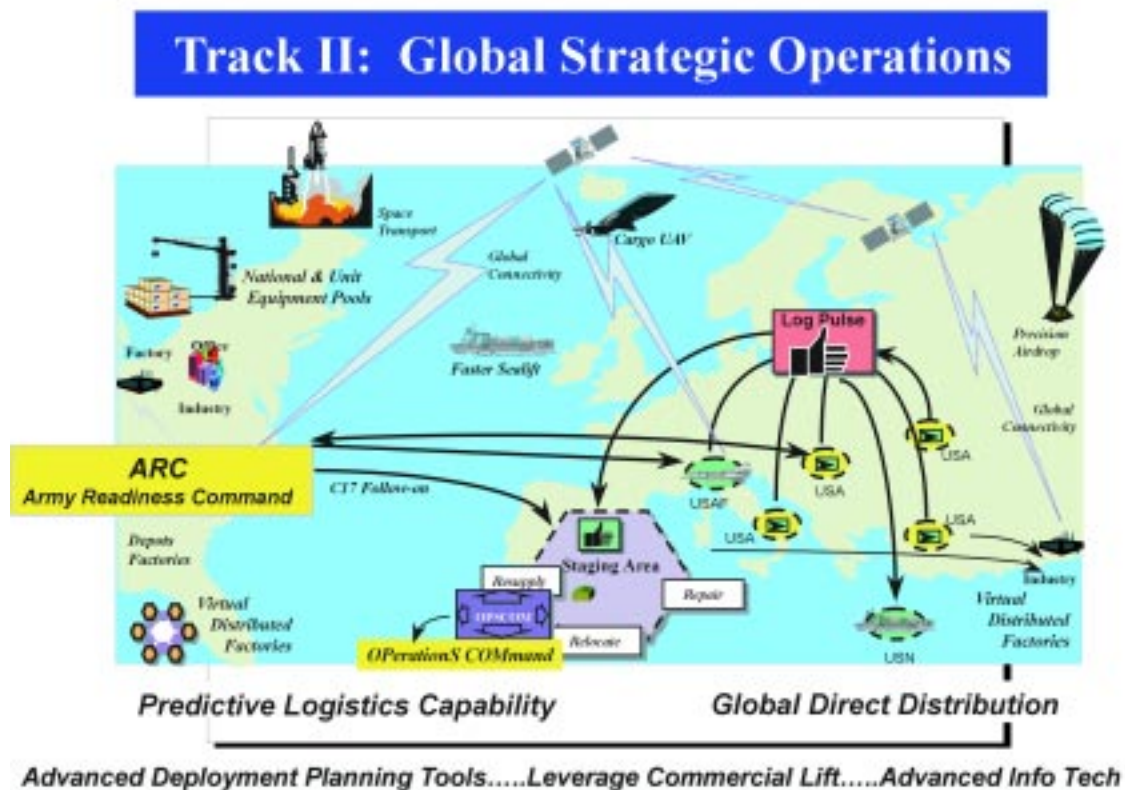 Track II: Global Strategic Operations
Space
Transport
Global
Connectivity
Cargo UAV
National & Unit
Equipment Pools
Log Pulse
Precision
Airdrop
Factory
Office
Faster Sealift
Industry
Global
Connectivity
USA
ARC
Army Readiness Command
C17 Follow-on
USA
USAF
USA
USA
Depots
Factories
Staging Area
Industry
Resupply
Repair
Virtual
Distributed
Factories
Virtual
Distributed
Factories
OPSCOM
Relocate
OPerationS COMmand
USN
Predictive Logistics Capability
Global Direct Distribution
Advanced Deployment Planning Tools.....Leverage Commercial Lift.....Advanced Info Tech